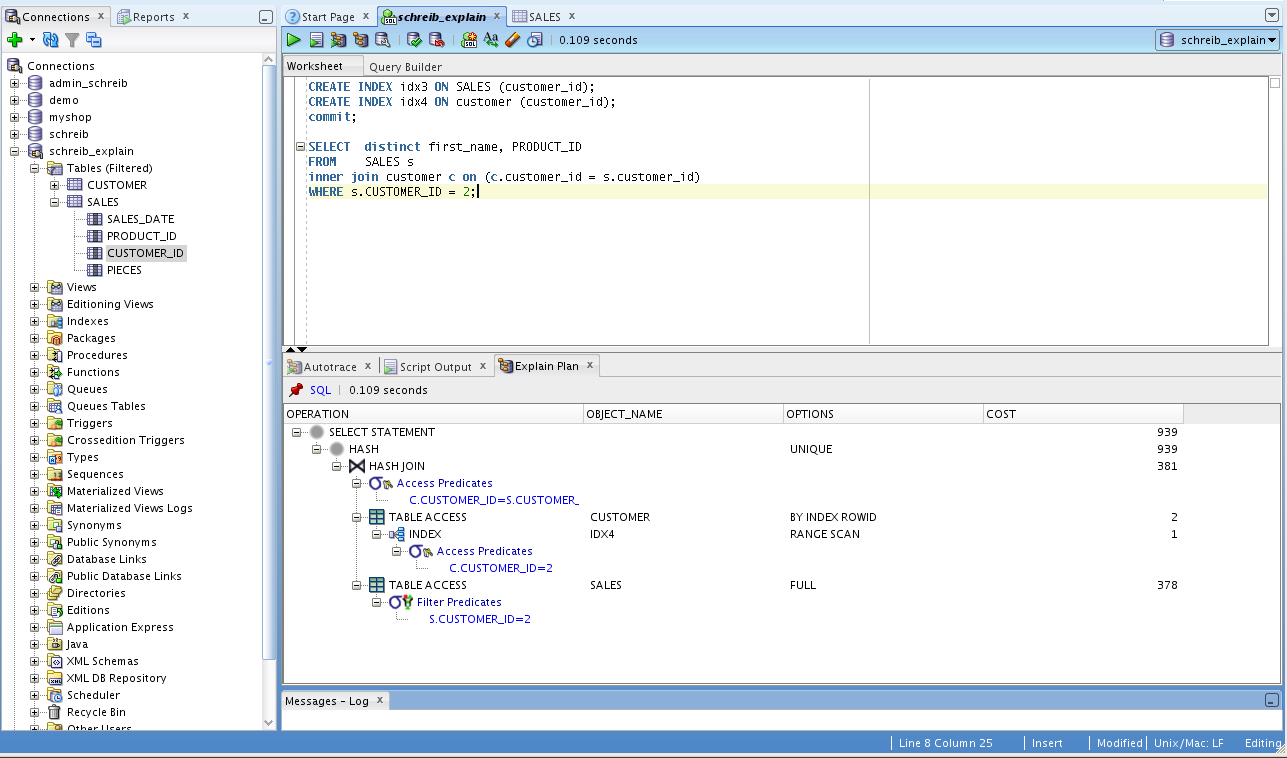 Connections x Reports x
Connections
admin_schreib
demo
myshop
schreib
schreib_explain
Tables (Filtered)
CUSTOMER
SALES
SALES_DATE
PRODUCT_ID
CUSTOMER_ID
PIECES
Views
Editioning Views
Indexes
Packages
Procedures
Functions
Queues
Queues Tables
Triggers
Crossedition Triggers
Types
Sequences
Materialized Views
Materialized Views Logs
Synonyms
Public Synonyms
Database Links
Public Database Links
Directories
Editions
Application Express
Java
XML Schemas
XML DB Repository
Scheduler
Recycle Bin
Other Users
Start Page x schreib_explain x SALES x
0.109 seconds schreib_explain
Worksheet Query Builder
CREATE INDEX idx3 ON SALES (customer_id);
CREATE INDEX idx4 ON customer (customer_id);
commit;
SELECT distinct first_name, PRODUCT_ID
FROM SALES s
inner join customer c on (c.customer_id = s.customer_id)
WHERE s.CUSTOMER_ID = 2;
Autotrace x Script Output x Explain Plan x
SQL 0.109 seconds
OPERATION OBJECT_NAME OPTIONS COST
SELECT STATEMENT 939
HASH UNIQUE 939
HASH JOIN 381
Access Predicates
C.CUSTOMER_ID=S.CUSTOMER_
TABLE ACCESS CUSTOMER BY INDEX ROWID 2
INDEX IDX4 RANGE SCAN 1
Access Predicates
C.CUSTOMER_ID=2
TABLE ACCESS SALES FULL 378
Filter Predicates
S.CUSTOMER_ID=2
Messages - Log x
Line 8 Column 25 Insert Modified Unix/Mac: LF Editing